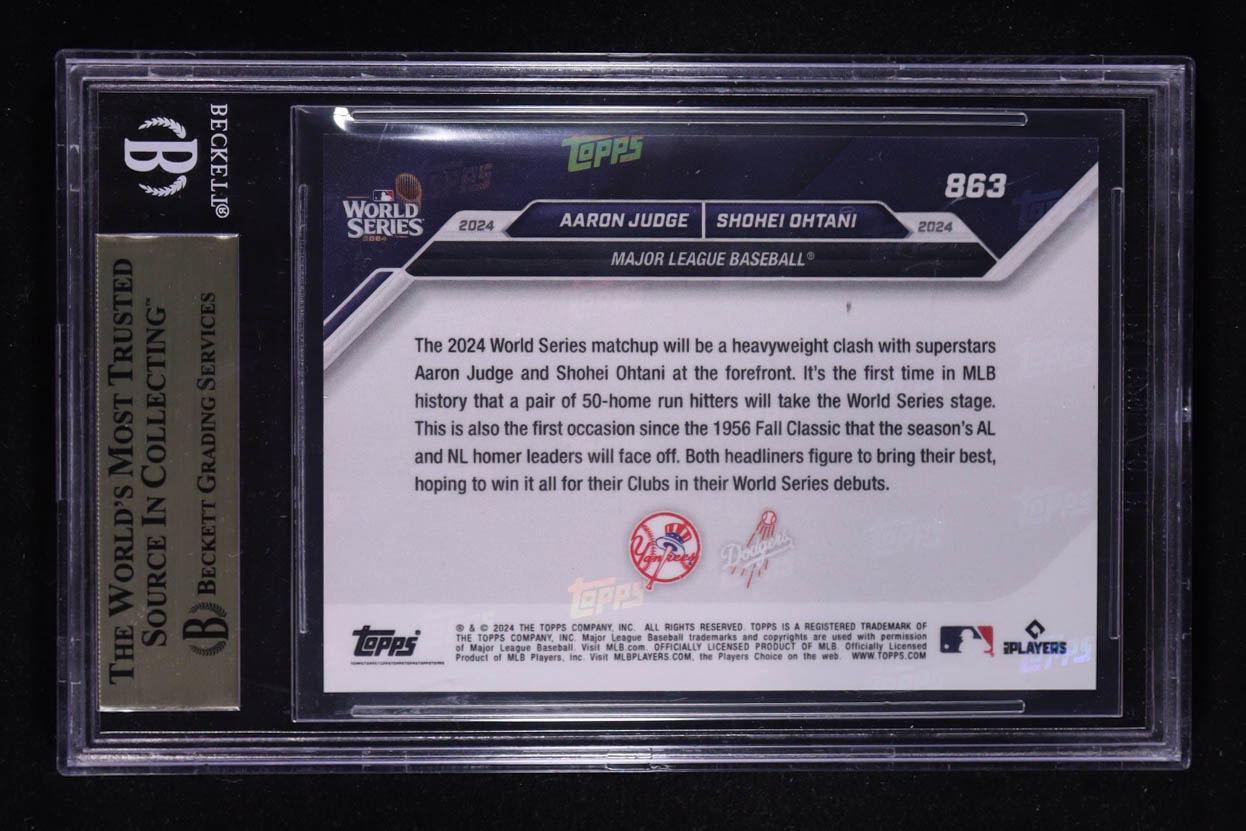 BECKETT®
THE WORLD'S MOST TRUSTED
SOURCE IN COLLECTING™
BECKETT GRADING SERVICES
TOPPS
863
WORLD
SERIES
2024
2024
AARON JUDGE
SHOHEI OHTANI
2024
MAJOR LEAGUE BASEBALL®
The 2024 World Series matchup will be a heavyweight clash with superstars
Aaron Judge and Shohei Ohtani at the forefront. It's the first time in MLB
history that a pair of 50-home run hitters will take the World Series stage.
This is also the first occasion since the 1956 Fall Classic that the season's AL
and NL homer leaders will face off. Both headliners figure to bring their best,
hoping to win it all for their Clubs in their World Series debuts.
Yankees
Dodgers
TOPPS
Topps
® & © 2024 THE TOPPS COMPANY, INC. ALL RIGHTS RESERVED. TOPPS IS A REGISTERED TRADEMARK OF
THE TOPPS COMPANY, INC. Major League Baseball trademarks and copyrights are used with permission
of Major League Baseball. Visit MLB.com. OFFICIALLY LICENSED PRODUCT OF MLB. Officially Licensed
Product of MLB Players, Inc. Visit MLBPLAYERS.COM, the Players Choice on the web. WWW.TOPPS.COM
PLAYERS